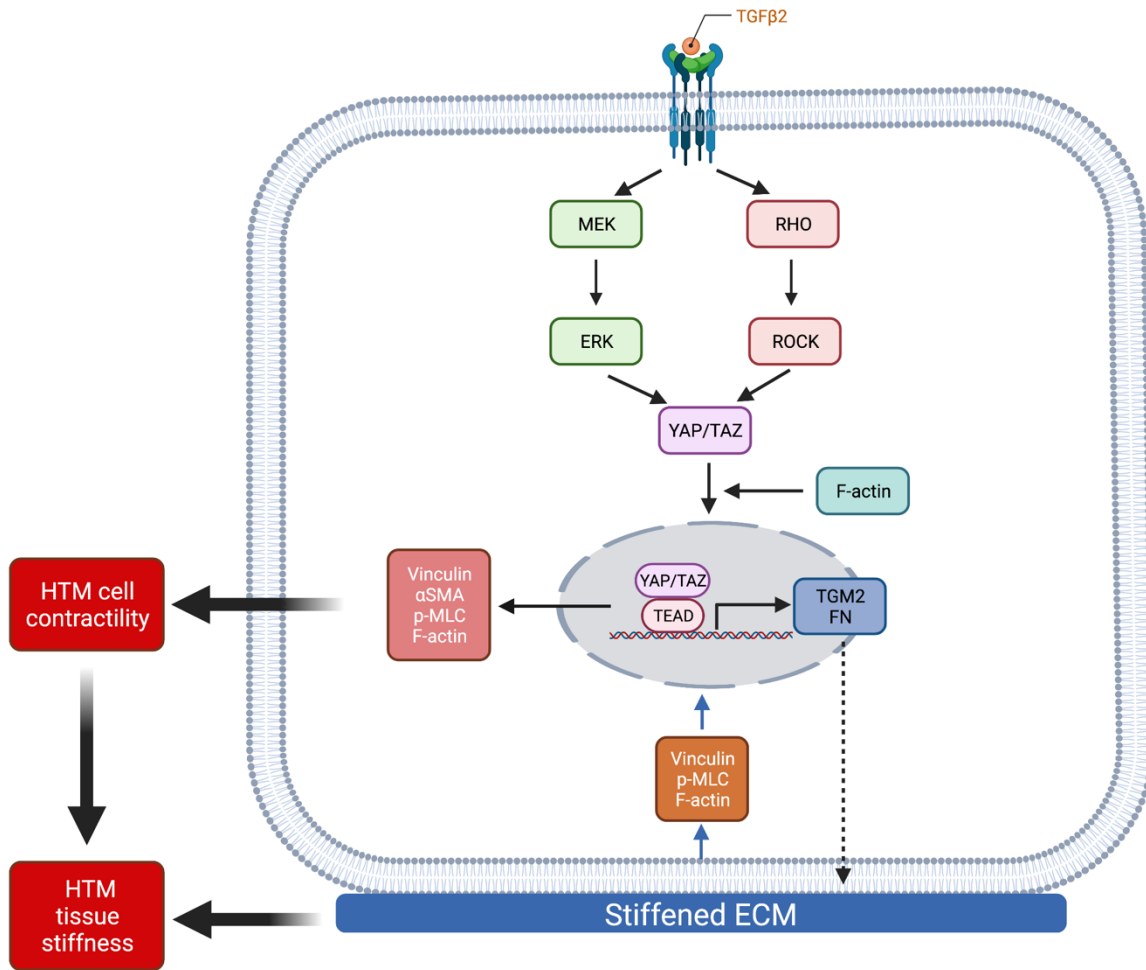 TGFβ2
MEK
RHO
ERK
ROCK
YAP/TAZ
F-actin
HTM cell
contractility
Vinculin
αSMA
p-MLC
F-actin
YAP/TAZ
TEAD
TGM2
FN
Vinculin
p-MLC
F-actin
HTM
tissue
stiffness
Stiffened ECM